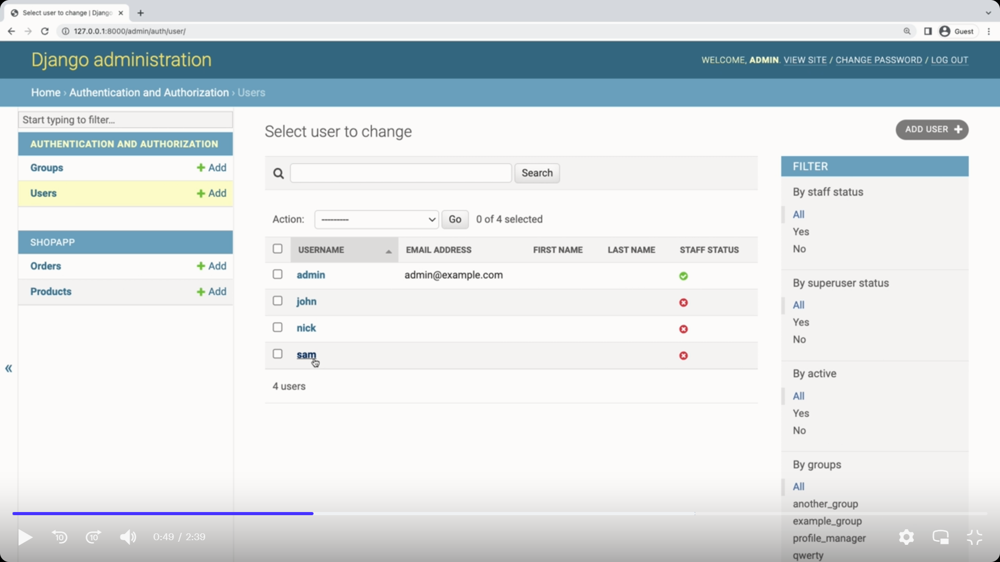 Select user to change | Django
127.0.0.1:8000/admin/auth/user/
Guest
Django administration
WELCOME, ADMIN. VIEW SITE / CHANGE PASSWORD / LOG OUT
Home › Authentication and Authorization › Users
Start typing to filter...
AUTHENTICATION AND AUTHORIZATION
Groups + Add
Users + Add
SHOPAPP
Orders + Add
Products + Add
«
Select user to change
ADD USER +
Search
Action: --------- Go 0 of 4 selected
USERNAME EMAIL ADDRESS FIRST NAME LAST NAME STAFF STATUS
admin admin@example.com
john
nick
sam
4 users
FILTER
By staff status
All
Yes
No
By superuser status
All
Yes
No
By active
All
Yes
No
By groups
All
another_group
example_group
profile_manager
qwerty
10 10 0:49 / 2:39